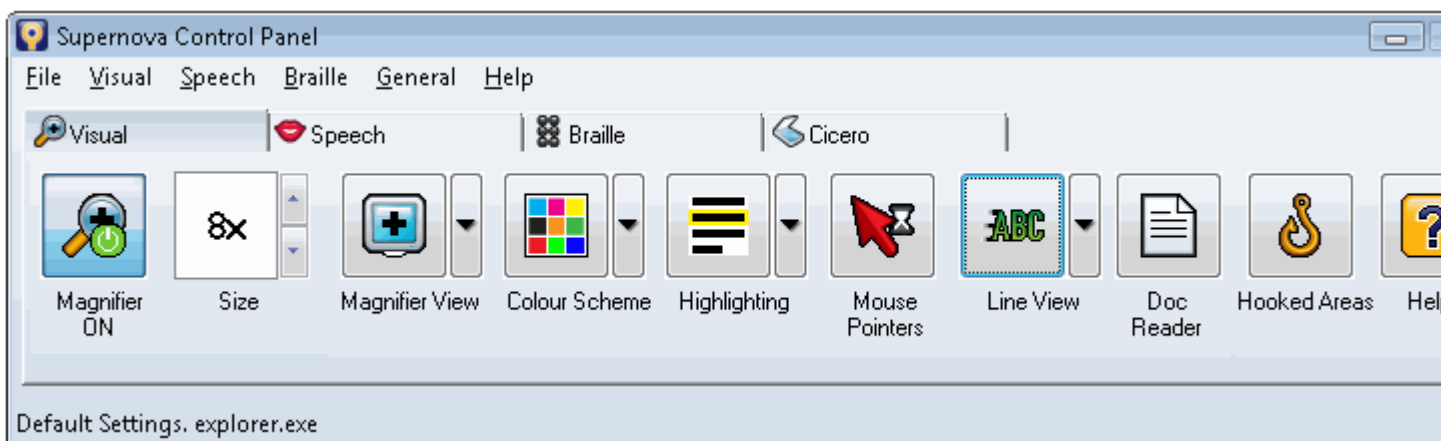 Supernova Control Panel
File Visual Speech Braille General Help
Visual Speech Braille Cicero
8x
ABC
Magnifier ON
Size
Magnifier View
Colour Scheme
Highlighting
Mouse Pointers
Line View
Doc Reader
Hooked Areas
Hel
Default Settings. explorer.exe